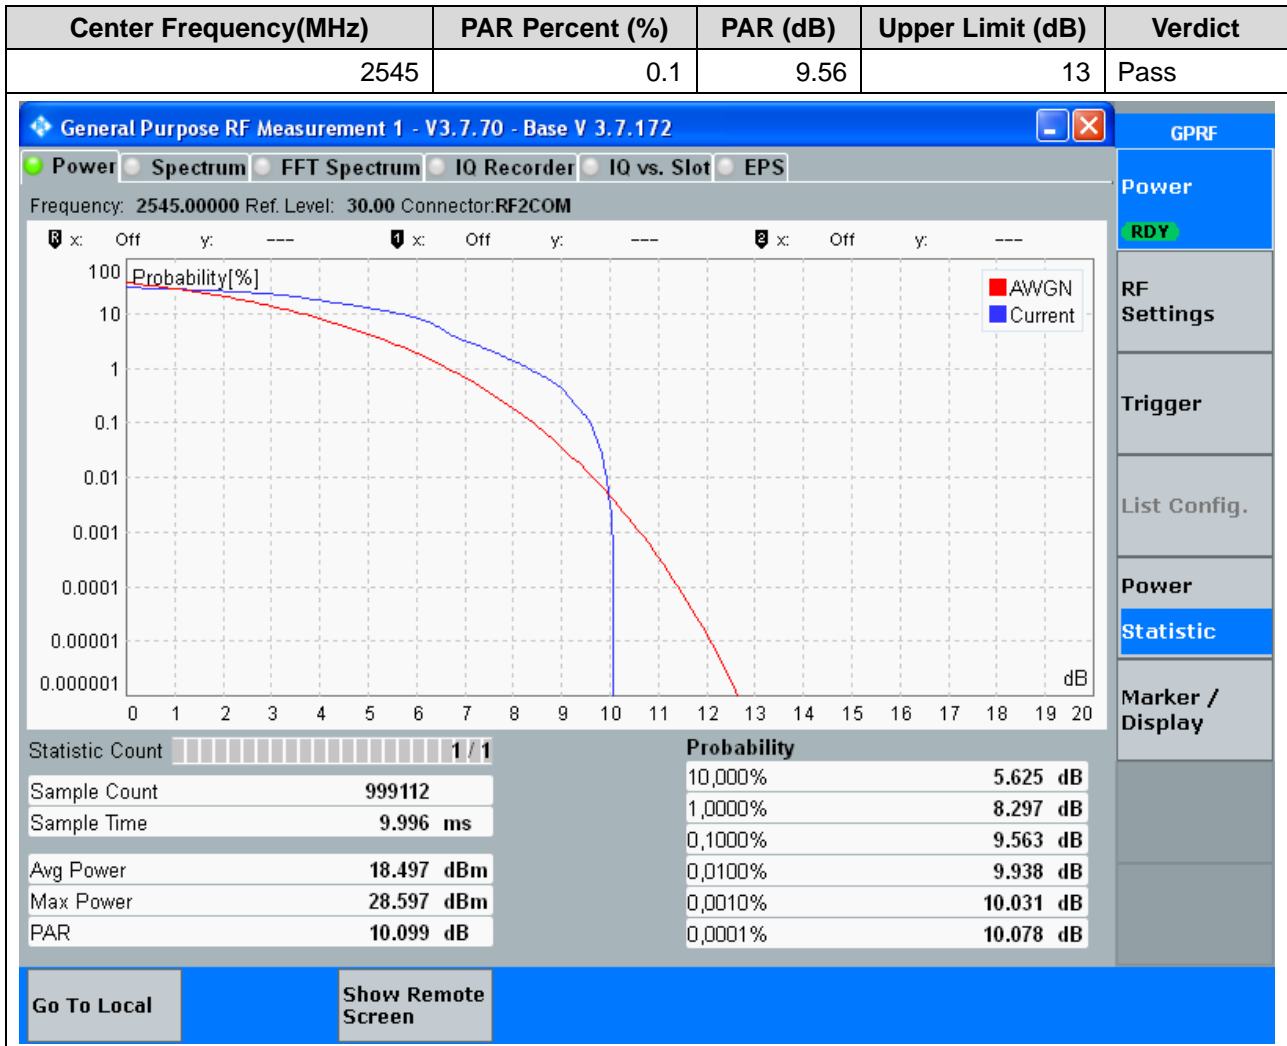 Center Frequency(MHz) PAR Percent (%) PAR (dB) Upper Limit (dB) Verdict
2545 0.1 9.56 13 Pass
General Purpose RF Measurement 1 - V3.7.70 - Base V 3.7.172
GPRF
Power Spectrum FFT Spectrum IQ Recorder IQ vs. Slot EPS
Frequency: 2545.00000 Ref. Level: 30.00 Connector:RF2COM
R x: Off y: --- 1 x: Off y: --- 2 x: Off y: ---
Probability[%]
AWGN
Current
100
10
1
0.1
0.01
0.001
0.0001
0.00001
0.000001
dB
0 1 2 3 4 5 6 7 8 9 10 11 12 13 14 15 16 17 18 19 20
Statistic Count 1 / 1
Sample Count 999112
Sample Time 9.996 ms
Avg Power 18.497 dBm
Max Power 28.597 dBm
PAR 10.099 dB
Probability
10,000% 5.625 dB
1,0000% 8.297 dB
0,1000% 9.563 dB
0,0100% 9.938 dB
0,0010% 10.031 dB
0,0001% 10.078 dB
Power
RDY
RF
Settings
Trigger
List Config.
Power
Statistic
Marker /
Display
Go To Local
Show Remote
Screen